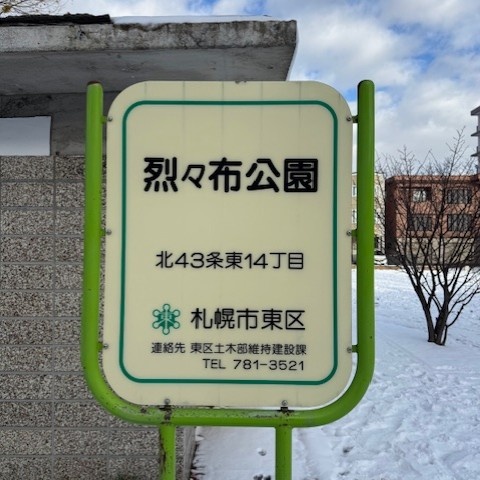 烈々布公園
北43条東14丁目
札幌市東区
連絡先 東区土木部維持建設課
TEL 781-3521